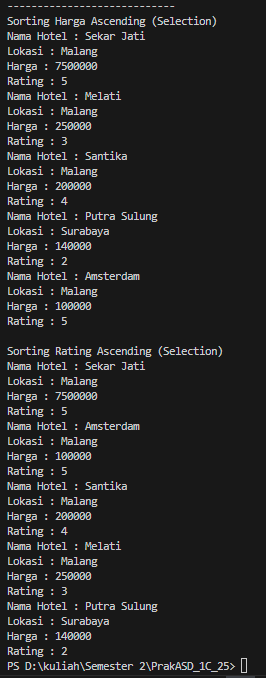 ----------------------------
Sorting Harga Ascending (Selection)
Nama Hotel : Sekar Jati
Lokasi : Malang
Harga : 7500000
Rating : 5
Nama Hotel : Melati
Lokasi : Malang
Harga : 250000
Rating : 3
Nama Hotel : Santika
Lokasi : Malang
Harga : 200000
Rating : 4
Nama Hotel : Putra Sulung
Lokasi : Surabaya
Harga : 140000
Rating : 2
Nama Hotel : Amsterdam
Lokasi : Malang
Harga : 100000
Rating : 5
Sorting Rating Ascending (Selection)
Nama Hotel : Sekar Jati
Lokasi : Malang
Harga : 7500000
Rating : 5
Nama Hotel : Amsterdam
Lokasi : Malang
Harga : 100000
Rating : 5
Nama Hotel : Santika
Lokasi : Malang
Harga : 200000
Rating : 4
Nama Hotel : Melati
Lokasi : Malang
Harga : 250000
Rating : 3
Nama Hotel : Putra Sulung
Lokasi : Surabaya
Harga : 140000
Rating : 2
PS D:\kuliah\Semester 2\PrakASD_1C_25>